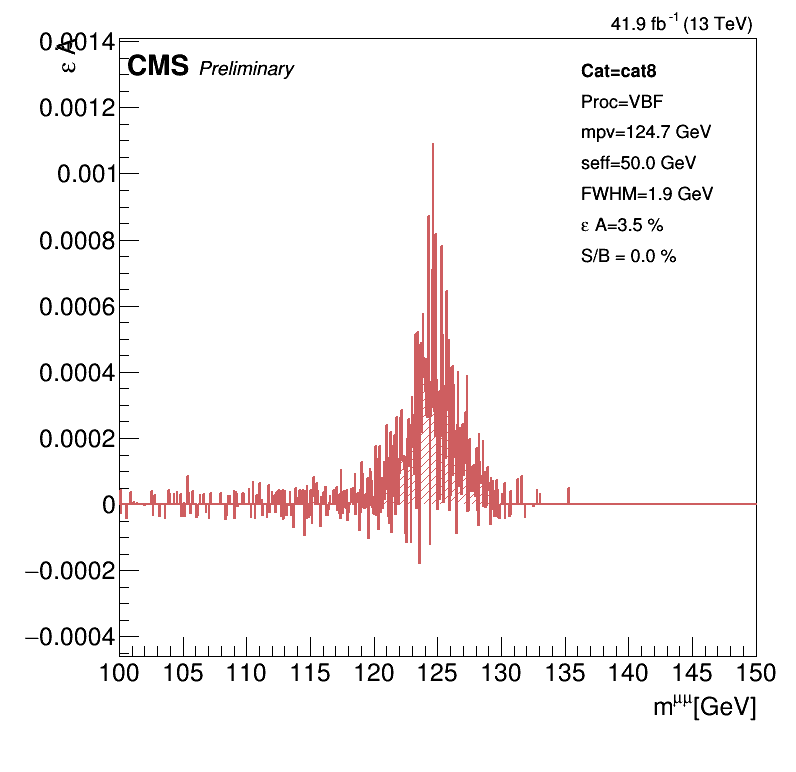 41.9 fb⁻¹ (13 TeV)
0.0014
ε A
CMS Preliminary
Cat=cat8
Proc=VBF
mpv=124.7 GeV
seff=50.0 GeV
FWHM=1.9 GeV
ε A=3.5 %
S/B = 0.0 %
0.0012
0.001
0.0008
0.0006
0.0004
0.0002
0
−0.0002
−0.0004
100 105 110 115 120 125 130 135 140 145 150
m^μμ[GeV]